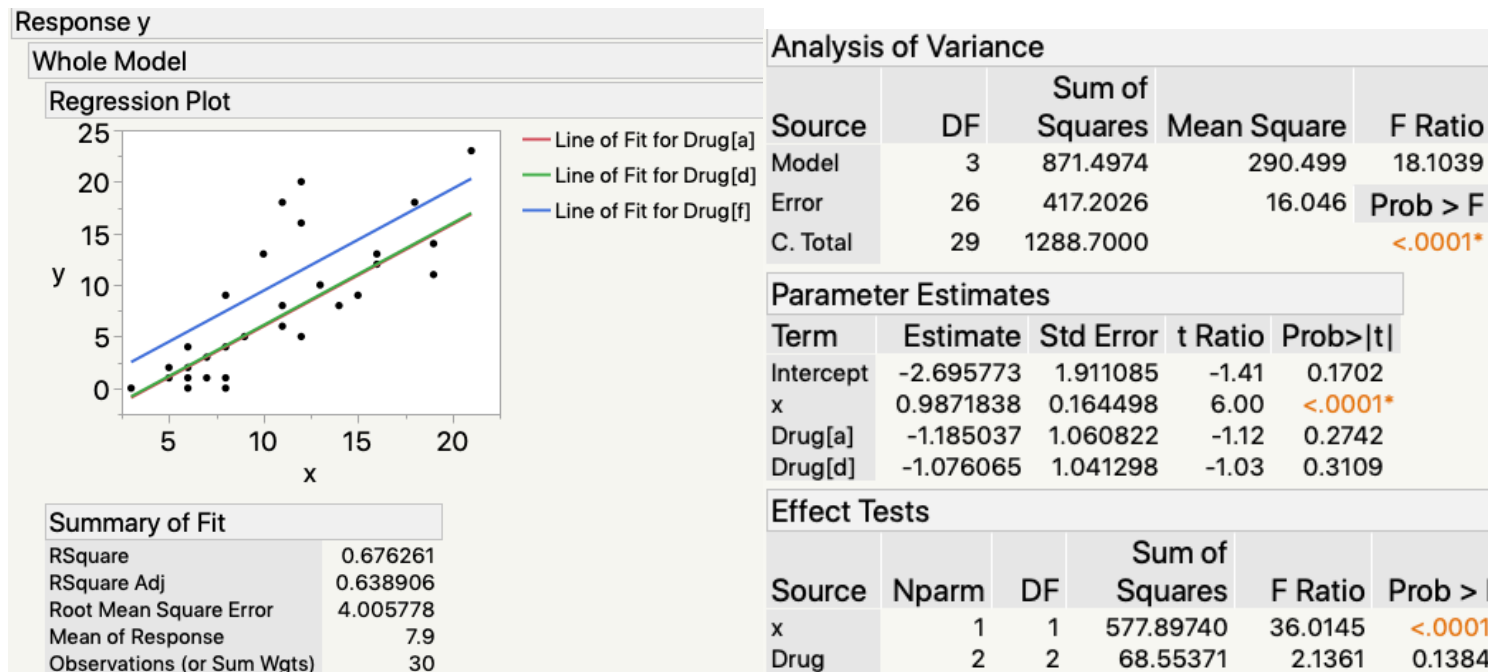 Response y
Whole Model
Regression Plot
25
20
15
10
5
0
y
5 10 15 20
x
Line of Fit for Drug[a]
Line of Fit for Drug[d]
Line of Fit for Drug[f]
Summary of Fit
RSquare 0.676261
RSquare Adj 0.638906
Root Mean Square Error 4.005778
Mean of Response 7.9
Observations (or Sum Wgts) 30
Analysis of Variance
Sum of
Source DF Squares Mean Square F Ratio
Model 3 871.4974 290.499 18.1039
Error 26 417.2026 16.046 Prob > F
C. Total 29 1288.7000 <.0001*
Parameter Estimates
Term Estimate Std Error t Ratio Prob>|t|
Intercept -2.695773 1.911085 -1.41 0.1702
x 0.9871838 0.164498 6.00 <.0001*
Drug[a] -1.185037 1.060822 -1.12 0.2742
Drug[d] -1.076065 1.041298 -1.03 0.3109
Effect Tests
Sum of
Source Nparm DF Squares F Ratio Prob >
x 1 1 577.89740 36.0145 <.0001
Drug 2 2 68.55371 2.1361 0.1384